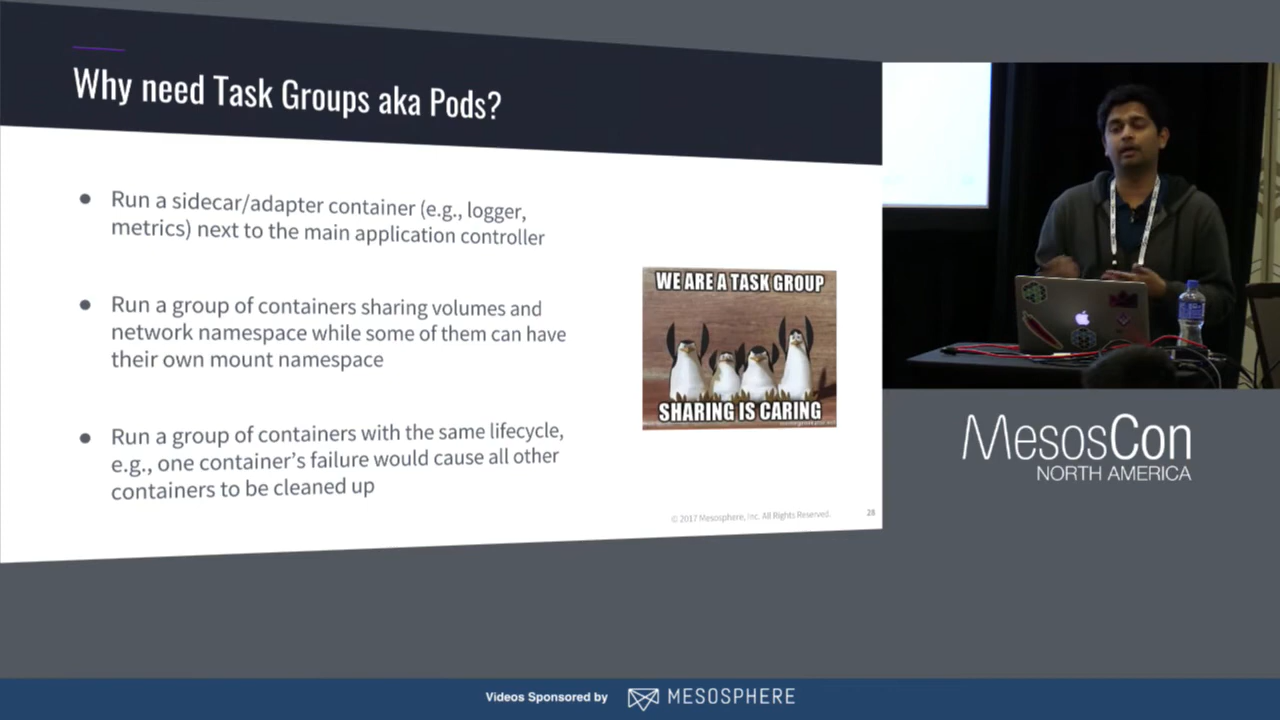 Why need Task Groups aka Pods?
● Run a sidecar/adapter container (e.g., logger,
metrics) next to the main application controller
● Run a group of containers sharing volumes and
network namespace while some of them can have
their own mount namespace
● Run a group of containers with the same lifecycle,
e.g., one container's failure would cause all other
containers to be cleaned up
WE ARE A TASK GROUP
SHARING IS CARING
© 2017 Mesosphere, Inc. All Rights Reserved.
28
MesosCon
NORTH AMERICA
Videos Sponsored by
MESOSPHERE